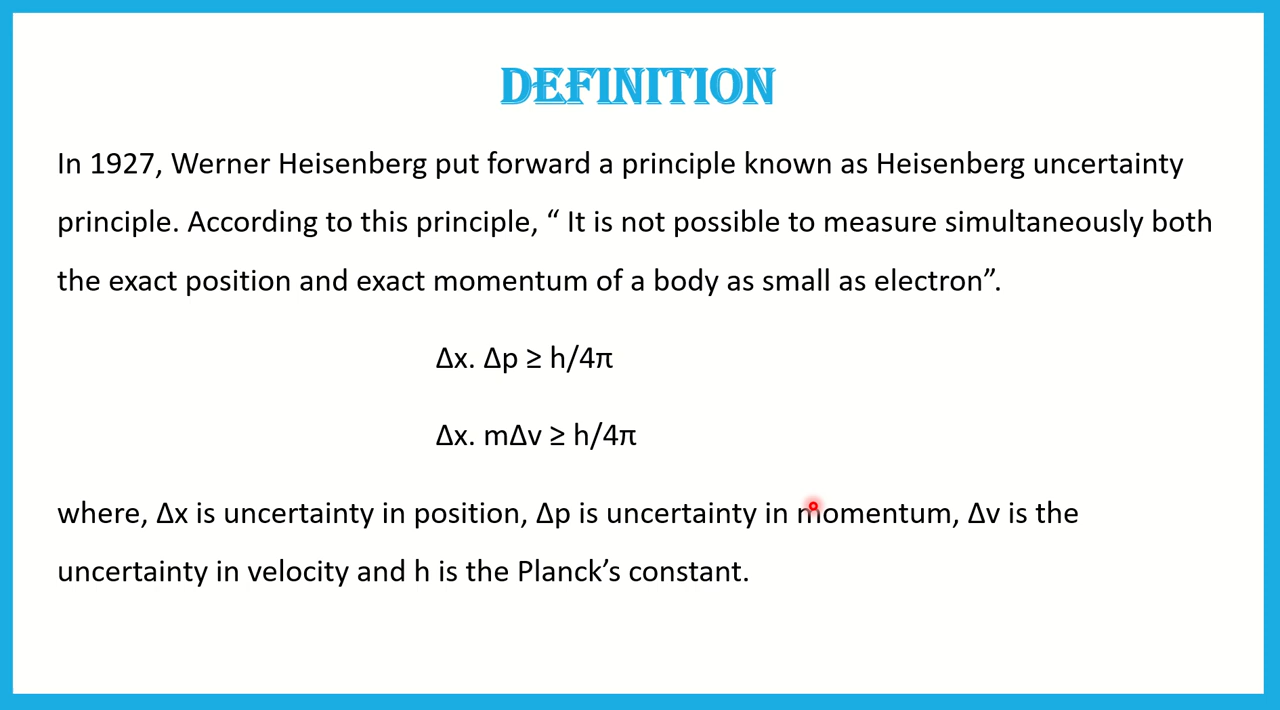 DEFINITION
In 1927, Werner Heisenberg put forward a principle known as Heisenberg uncertainty
principle. According to this principle, “ It is not possible to measure simultaneously both
the exact position and exact momentum of a body as small as electron”.
Δx. Δp ≥ h/4π
Δx. mΔv ≥ h/4π
where, Δx is uncertainty in position, Δp is uncertainty in momentum, Δv is the
uncertainty in velocity and h is the Planck’s constant.